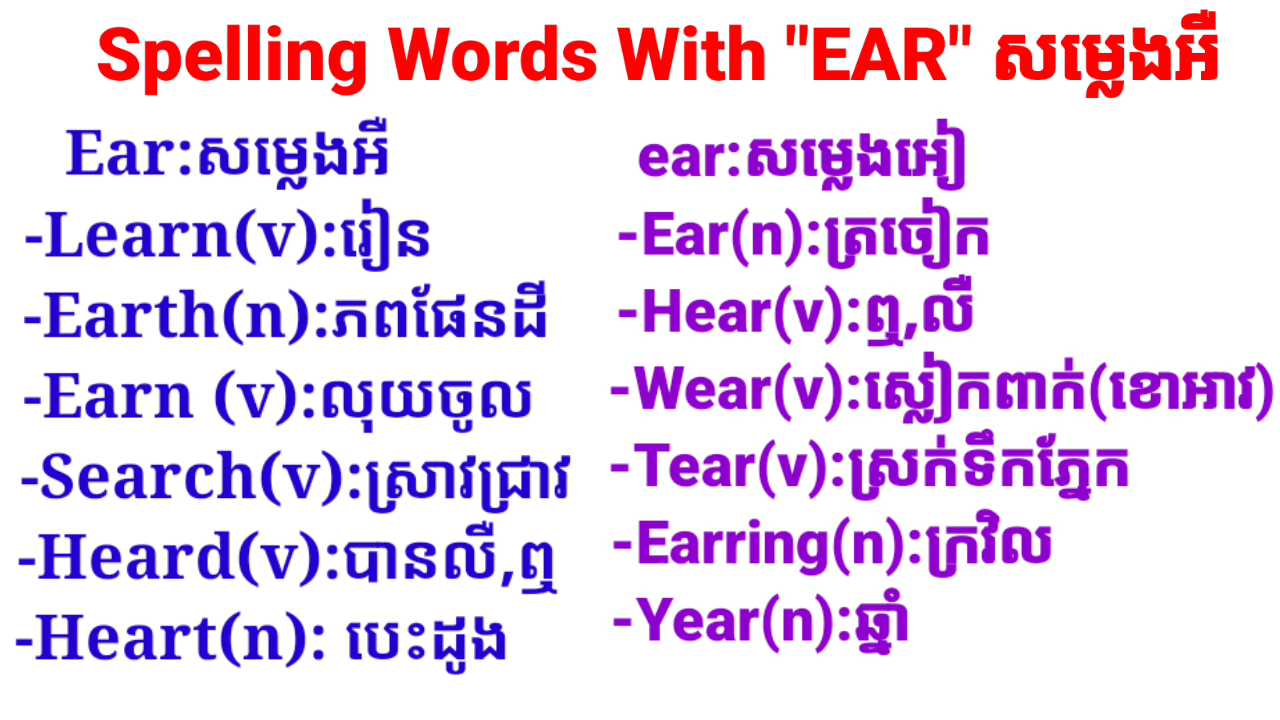 Spelling Words With "EAR" សម្លេងអឺ
Ear:សម្លេងអឺ
-Learn(v):រៀន
-Earth(n):ភពផែនដី
-Earn (v):លុយចូល
-Search(v):ស្រាវជ្រាវ
-Heard(v):បានលឺ,ឮ
-Heart(n): បេះដូង
ear:សម្លេងអៀ
-Ear(n):ត្រចៀក
-Hear(v):ឮ,លឺ
-Wear(v):ស្លៀកពាក់(ខោអាវ)
-Tear(v):ស្រក់ទឹកភ្នែក
-Earring(n):ក្រវិល
-Year(n):ឆ្នាំ